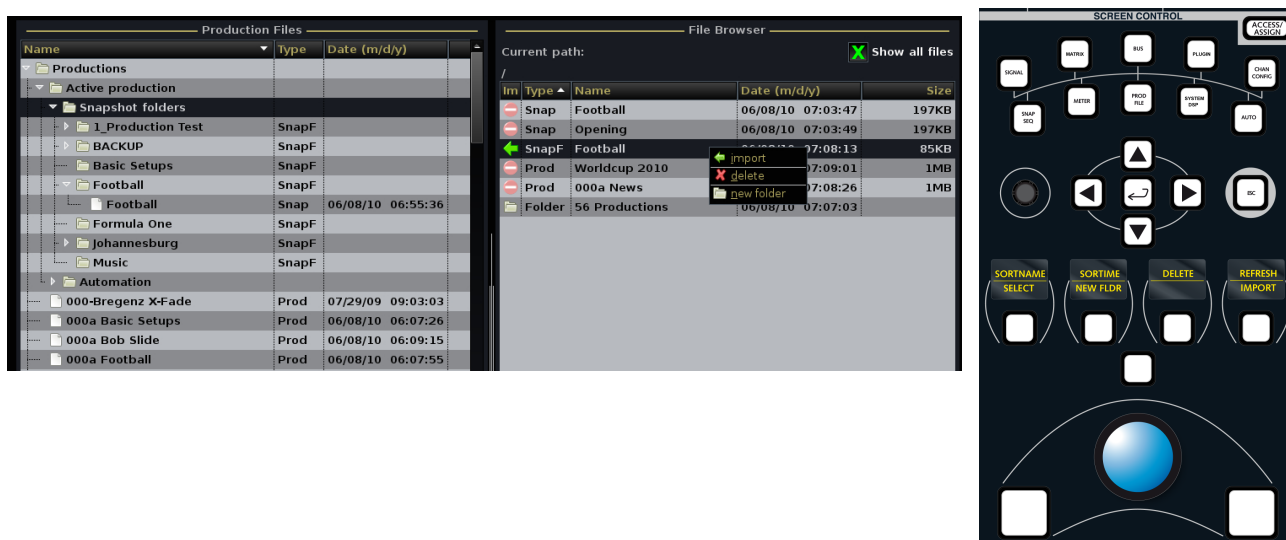 Production Files
Name Type Date (m/d/y)
Productions
Active production
Snapshot folders
1_Production Test SnapF
BACKUP SnapF
Basic Setups SnapF
Football SnapF
Football Snap 06/08/10 06:55:36
Formula One SnapF
Johannesburg SnapF
Music SnapF
Automation
000-Bregenz X-Fade Prod 07/29/09 09:03:03
000a Basic Setups Prod 06/08/10 06:07:26
000a Bob Slide Prod 06/08/10 06:09:15
000a Football Prod 06/08/10 06:07:55
File Browser
Current path: X Show all files
/
Im Type Name Date (m/d/y) Size
Snap Football 06/08/10 07:03:47 197KB
Snap Opening 06/08/10 07:03:49 197KB
SnapF Football 06/08/10 07:08:13 85KB
Prod Worldcup 2010 07:09:01 1MB
Prod 000a News 07:08:26 1MB
Folder 56 Productions 06/08/10 07:07:03
import
delete
new folder
SCREEN CONTROL
ACCESS/
ASSIGN
SIGNAL
MATRIX
BUS
PLUGIN
CHAN
CONFIG
SNAP
SEQ
METER
PROD
FILE
SYSTEM
DSP
AUTO
ESC
SORTNAME SORTIME DELETE REFRESH
SELECT NEW FLDR IMPORT